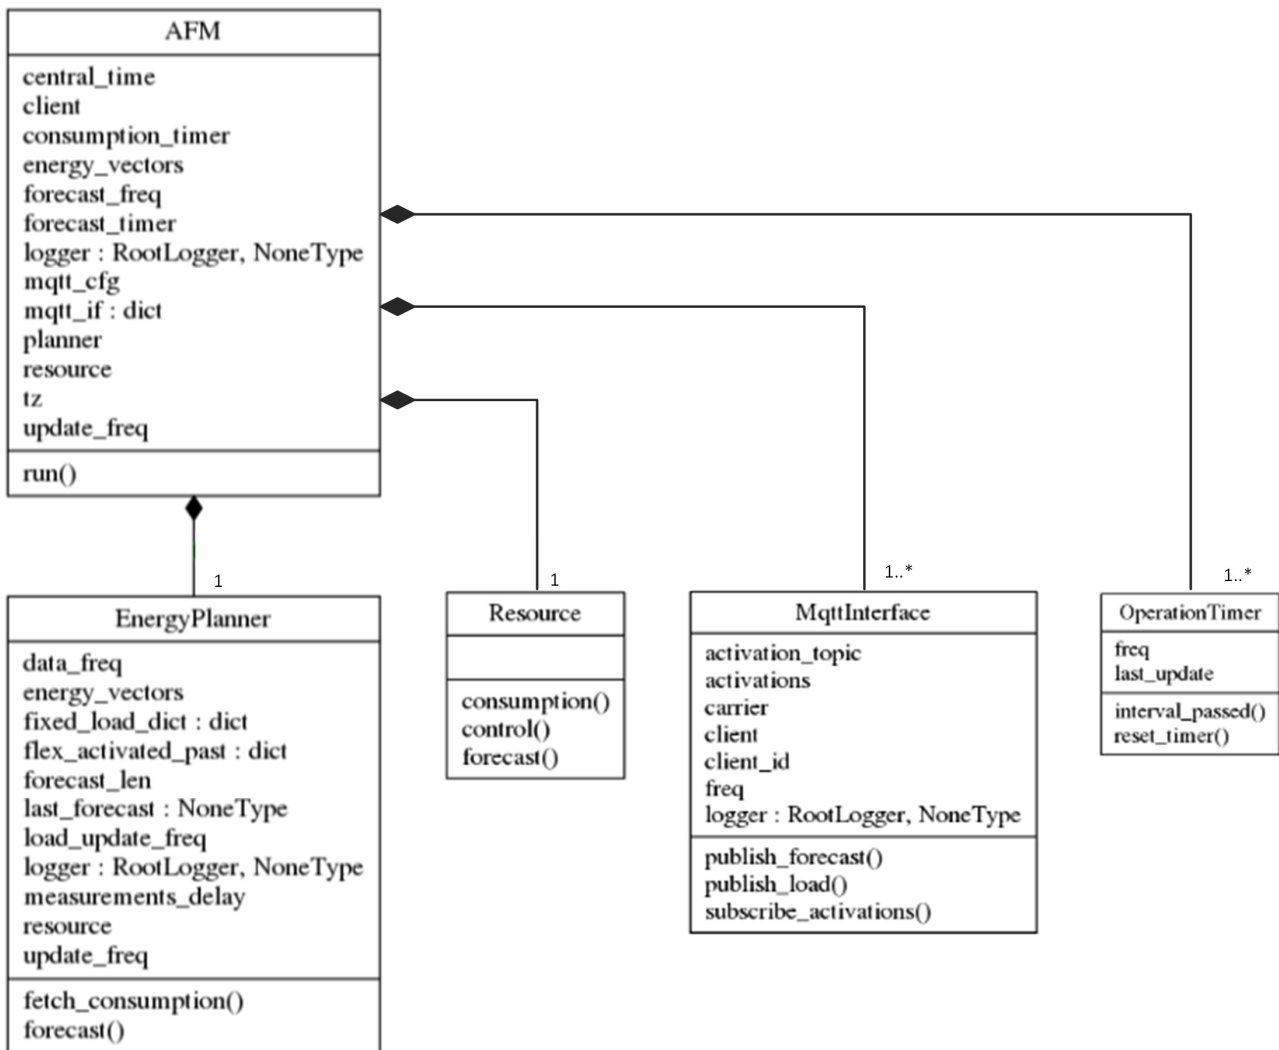 AFM
central_time
client
consumption_timer
energy_vectors
forecast_freq
forecast_timer
logger : RootLogger, NoneType
mqtt_cfg
mqtt_if : dict
planner
resource
tz
update_freq
run()
1
1
1..*
1..*
EnergyPlanner
data_freq
energy_vectors
fixed_load_dict : dict
flex_activated_past : dict
forecast_len
last_forecast : NoneType
load_update_freq
logger : RootLogger, NoneType
measurements_delay
resource
update_freq
fetch_consumption()
forecast()
Resource
consumption()
control()
forecast()
MqttInterface
activation_topic
activations
carrier
client
client_id
freq
logger : RootLogger, NoneType
publish_forecast()
publish_load()
subscribe_activations()
OperationTimer
freq
last_update
interval_passed()
reset_timer()